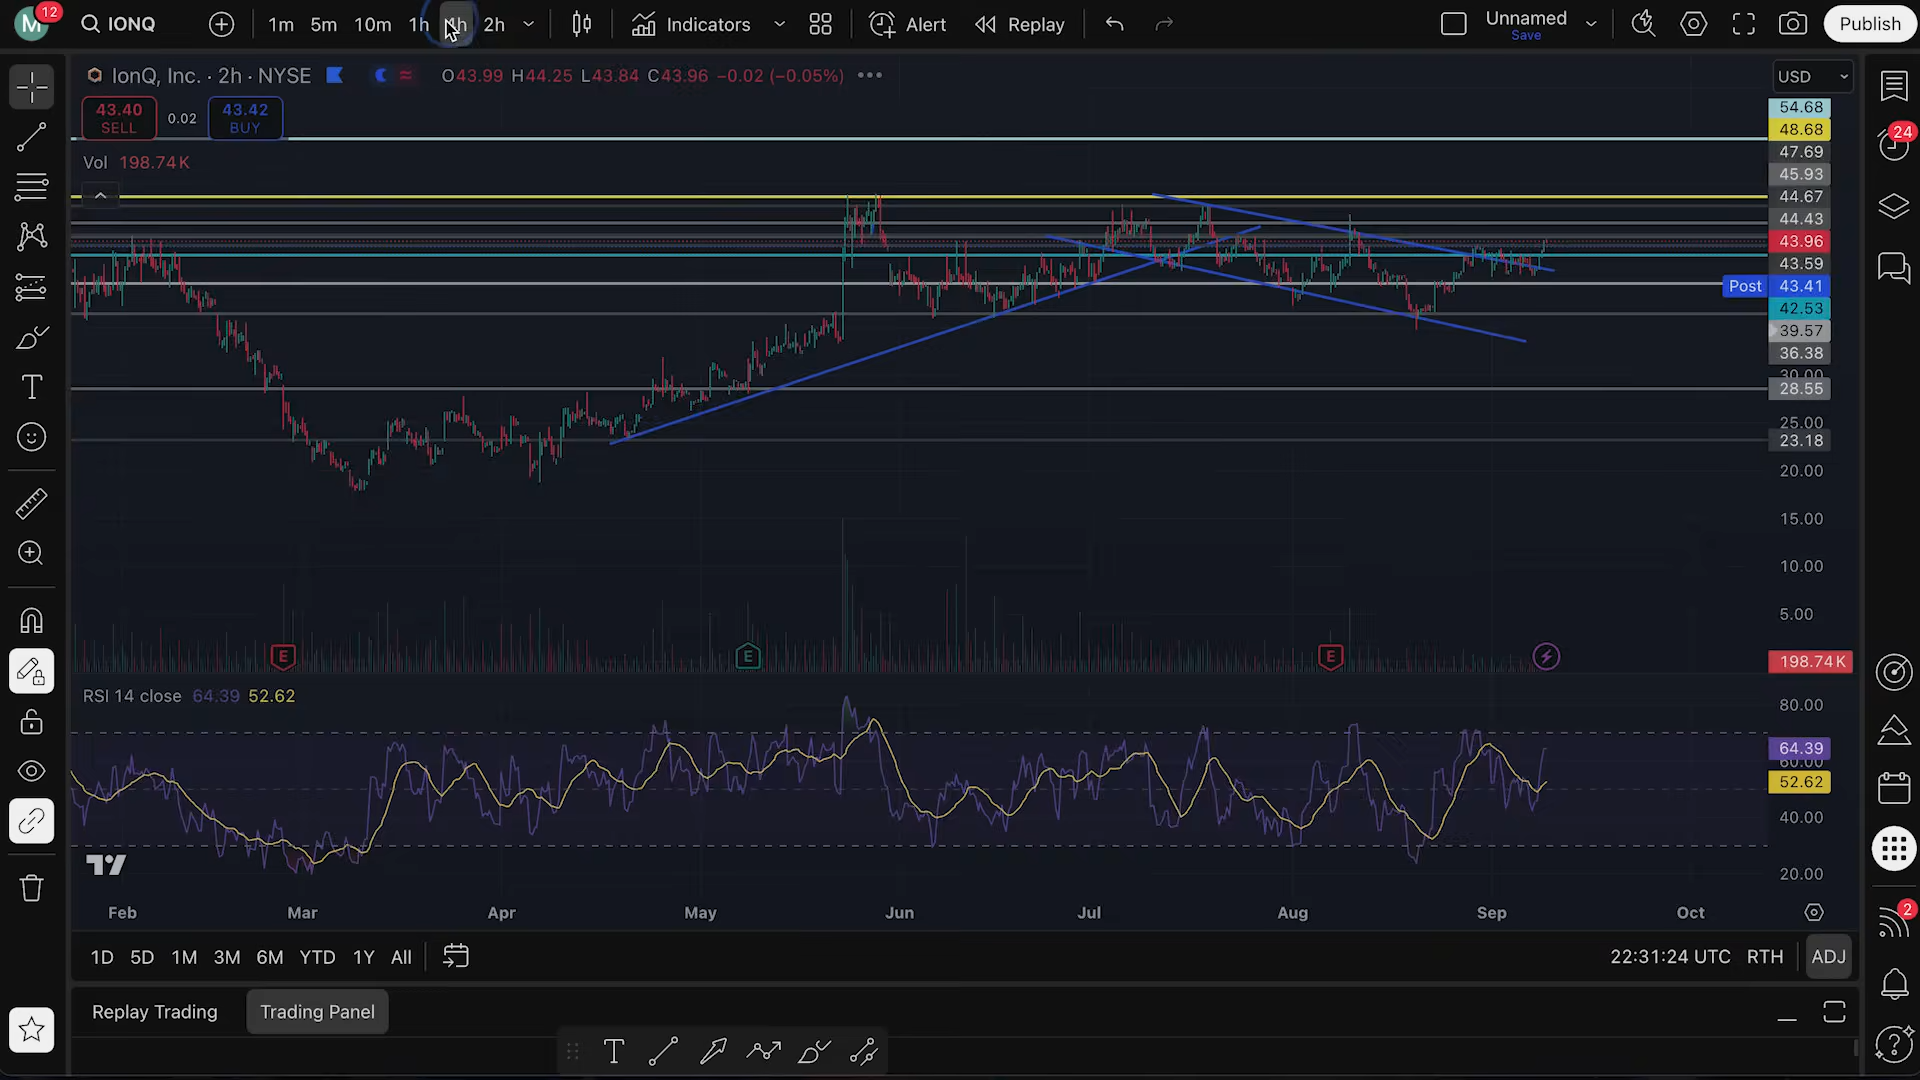 M 12 IONQ 1m 5m 10m 1h 4h 2h Indicators Alert Replay Unnamed Save Publish
IonQ, Inc. · 2h · NYSE O43.99 H44.25 L43.84 C43.96 −0.02 (−0.05%) USD
43.40 SELL 0.02 43.42 BUY
Vol 198.74K
54.68
48.68
47.69
45.93
44.67
44.43
43.96
43.59
Post 43.41
42.53
39.57
36.38
30.00
28.55
25.00
23.18
20.00
15.00
10.00
5.00
E E E
198.74K
RSI 14 close 64.39 52.62
80.00
64.39
60.00
52.62
40.00
20.00
Feb Mar Apr May Jun Jul Aug Sep Oct
1D 5D 1M 3M 6M YTD 1Y All 22:31:24 UTC RTH ADJ
Replay Trading Trading Panel
T
24
2